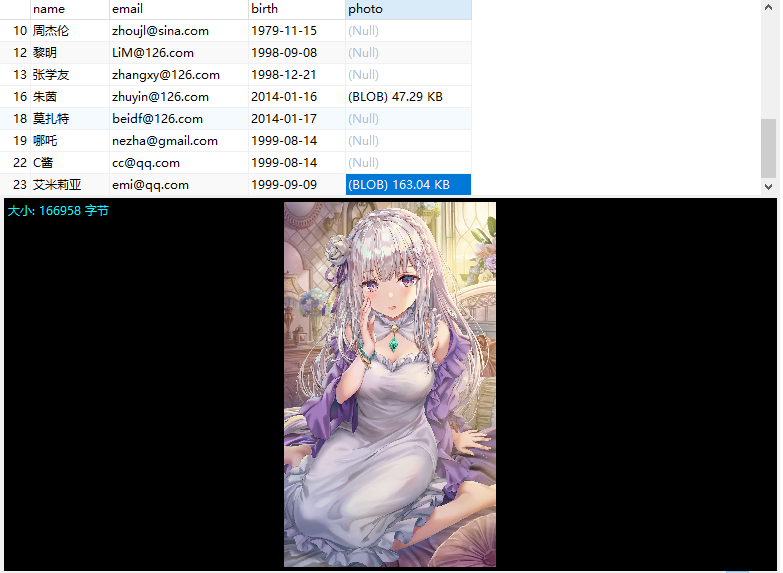 name email birth photo
10 周杰伦 zhoujl@sina.com 1979-11-15 (Null)
12 黎明 LiM@126.com 1998-09-08 (Null)
13 张学友 zhangxy@126.com 1998-12-21 (Null)
16 朱茵 zhuyin@126.com 2014-01-16 (BLOB) 47.29 KB
18 莫扎特 beidf@126.com 2014-01-17 (Null)
19 哪吒 nezha@gmail.com 1999-08-14 (Null)
22 C酱 cc@qq.com 1999-08-14 (Null)
23 艾米莉亚 emi@qq.com 1999-09-09 (BLOB) 163.04 KB
大小: 166958 字节